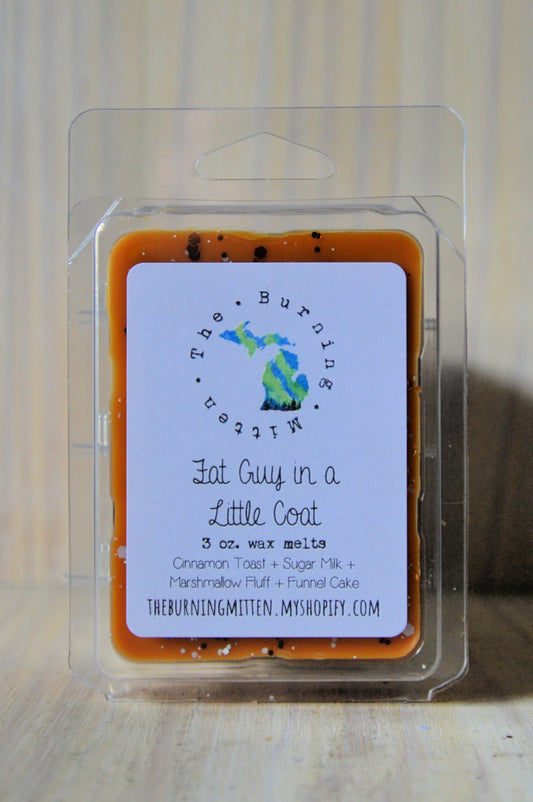 The • Burning • Mitten •
Fat Guy in a
Little Coat
3 oz. wax melts
Cinnamon Toast + Sugar Milk +
Marshmallow Fluff + Funnel Cake
THEBURNINGMITTEN.MYSHOPIFY.COM